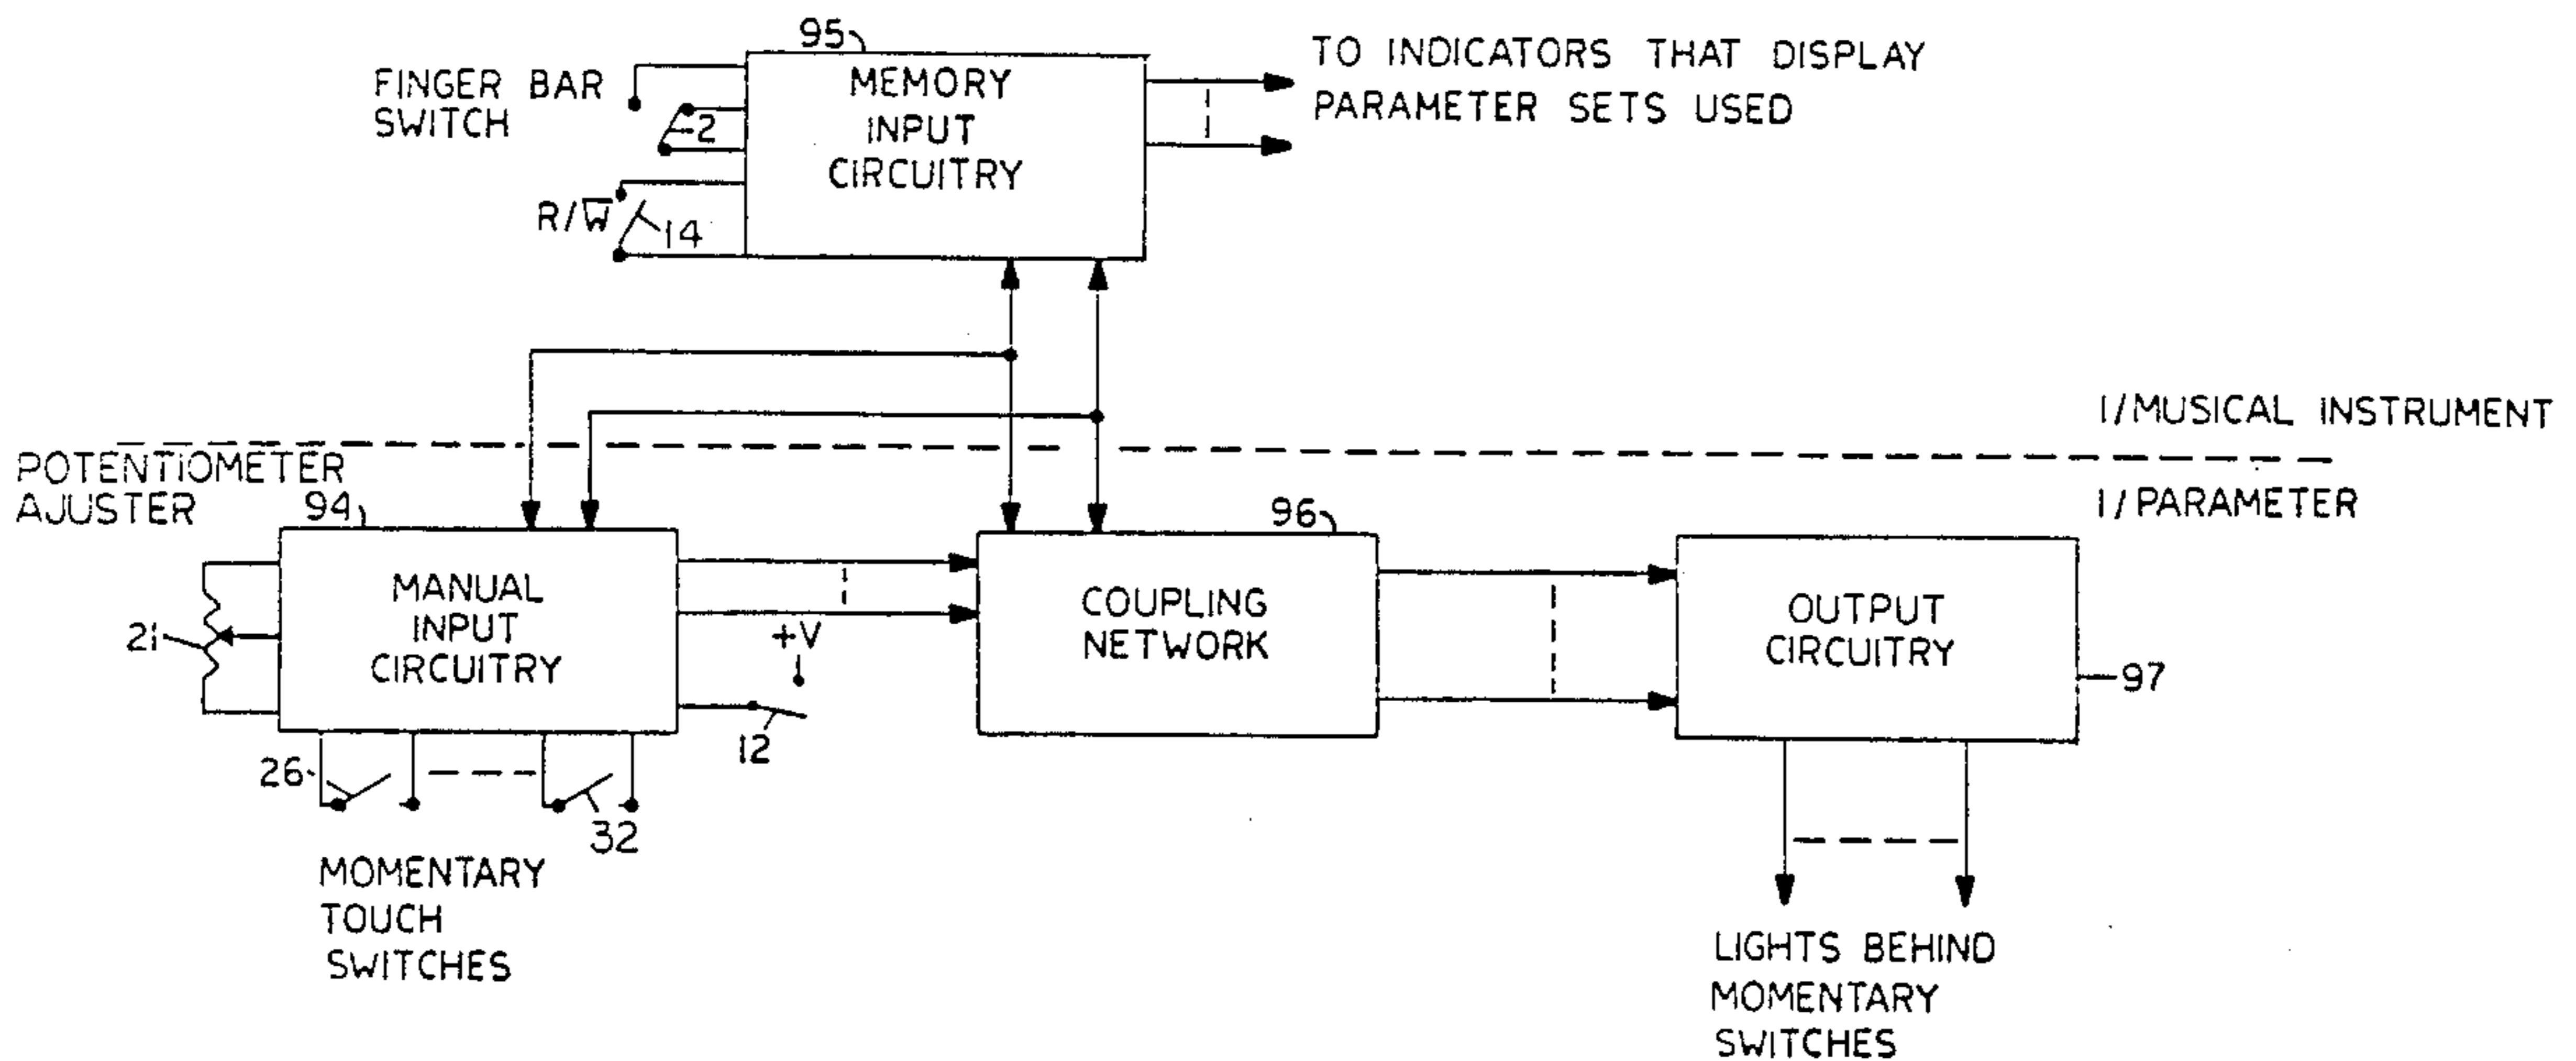 95
FINGER BAR
SWITCH
2
R/W̅
14
MEMORY
INPUT
CIRCUITRY
TO INDICATORS THAT DISPLAY
PARAMETER SETS USED
1/MUSICAL INSTRUMENT
1/PARAMETER
POTENTIOMETER
AJUSTER
94
21
MANUAL
INPUT
CIRCUITRY
+V
12
26
32
MOMENTARY
TOUCH
SWITCHES
96
COUPLING
NETWORK
OUTPUT
CIRCUITRY
97
LIGHTS BEHIND
MOMENTARY
SWITCHES